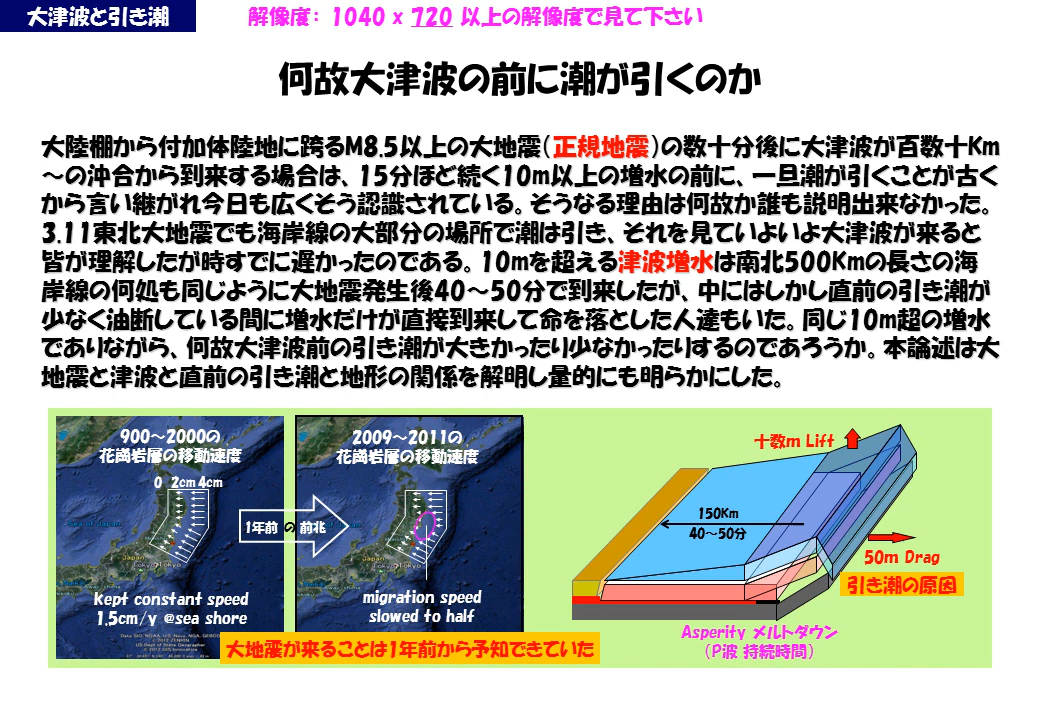 大津波と引き潮
解像度： 1040 x 720 以上の解像度で見て下さい
何故大津波の前に潮が引くのか
大陸棚から付加体陸地に跨るM8.5以上の大地震（正規地震）の数十分後に大津波が百数十Km
～の沖合から到来する場合は、15分ほど続く10m以上の増水の前に、一旦潮が引くことが古く
から言い継がれ今日も広くそう認識されている。そうなる理由は何故か誰も説明出来なかった。
3.11東北大地震でも海岸線の大部分の場所で潮は引き、それを見ていよいよ大津波が来ると
皆が理解したが時すでに遅かったのである。10mを超える津波増水は南北500Kmの長さの海
岸線の何処も同じように大地震発生後40～50分で到来したが、中にはしかし直前の引き潮が
少なく油断している間に増水だけが直接到来して命を落とした人達もいた。同じ10m超の増水
でありながら、何故大津波前の引き潮が大きかったり少なかったりするのであろうか。本論述は大
地震と津波と直前の引き潮と地形の関係を解明し量的にも明らかにした。
900～2000の
花崗岩層の移動速度
0 2cm 4cm
Japan
Tokyo Tokyo
Kept constant speed
1.5cm/y @sea shore
Data SIO, NOAA, U.S. Navy, NGA, GEBCO
© 2012 ZENRIN
US Dept of State Geographer
1年前 の 前兆
2009～2011の
花崗岩層の移動速度
Japan
Tokyo Tokyo
migration speed
slowed to half
大地震が来ることは1年前から予知できていた
十数m Lift
150Km
40～50分
50m Drag
引き潮の原因
Asperity メルトダウン
（P波 持続時間）